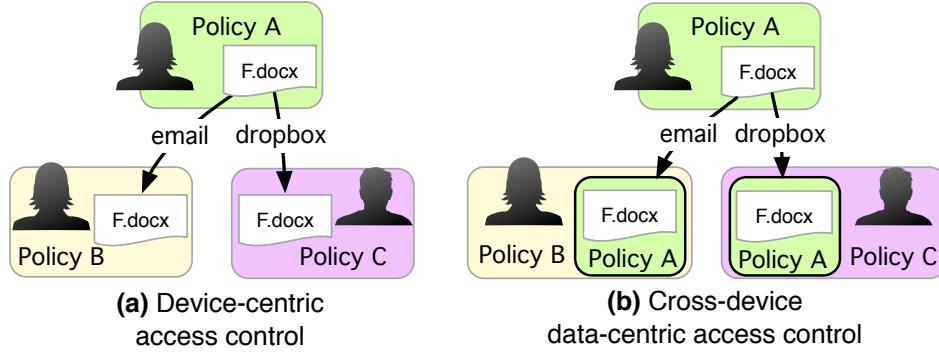 Policy A
F.docx
email
dropbox
F.docx
Policy B
F.docx
Policy C
(a) Device-centric
access control
Policy A
F.docx
email
dropbox
F.docx
Policy B
Policy A
F.docx
Policy A
Policy C
(b) Cross-device
data-centric access control